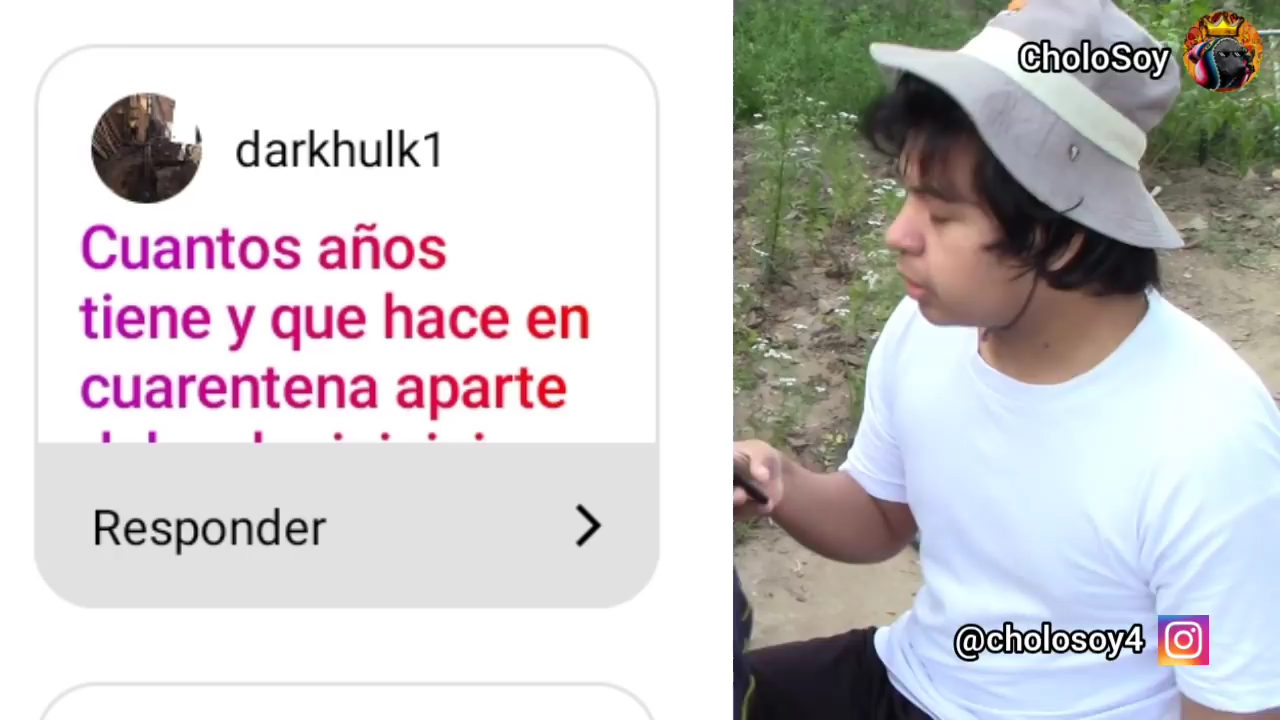 darkhulk1
Cuantos años
tiene y que hace en
cuarentena aparte
Responder
CholoSoy
@cholosoy4